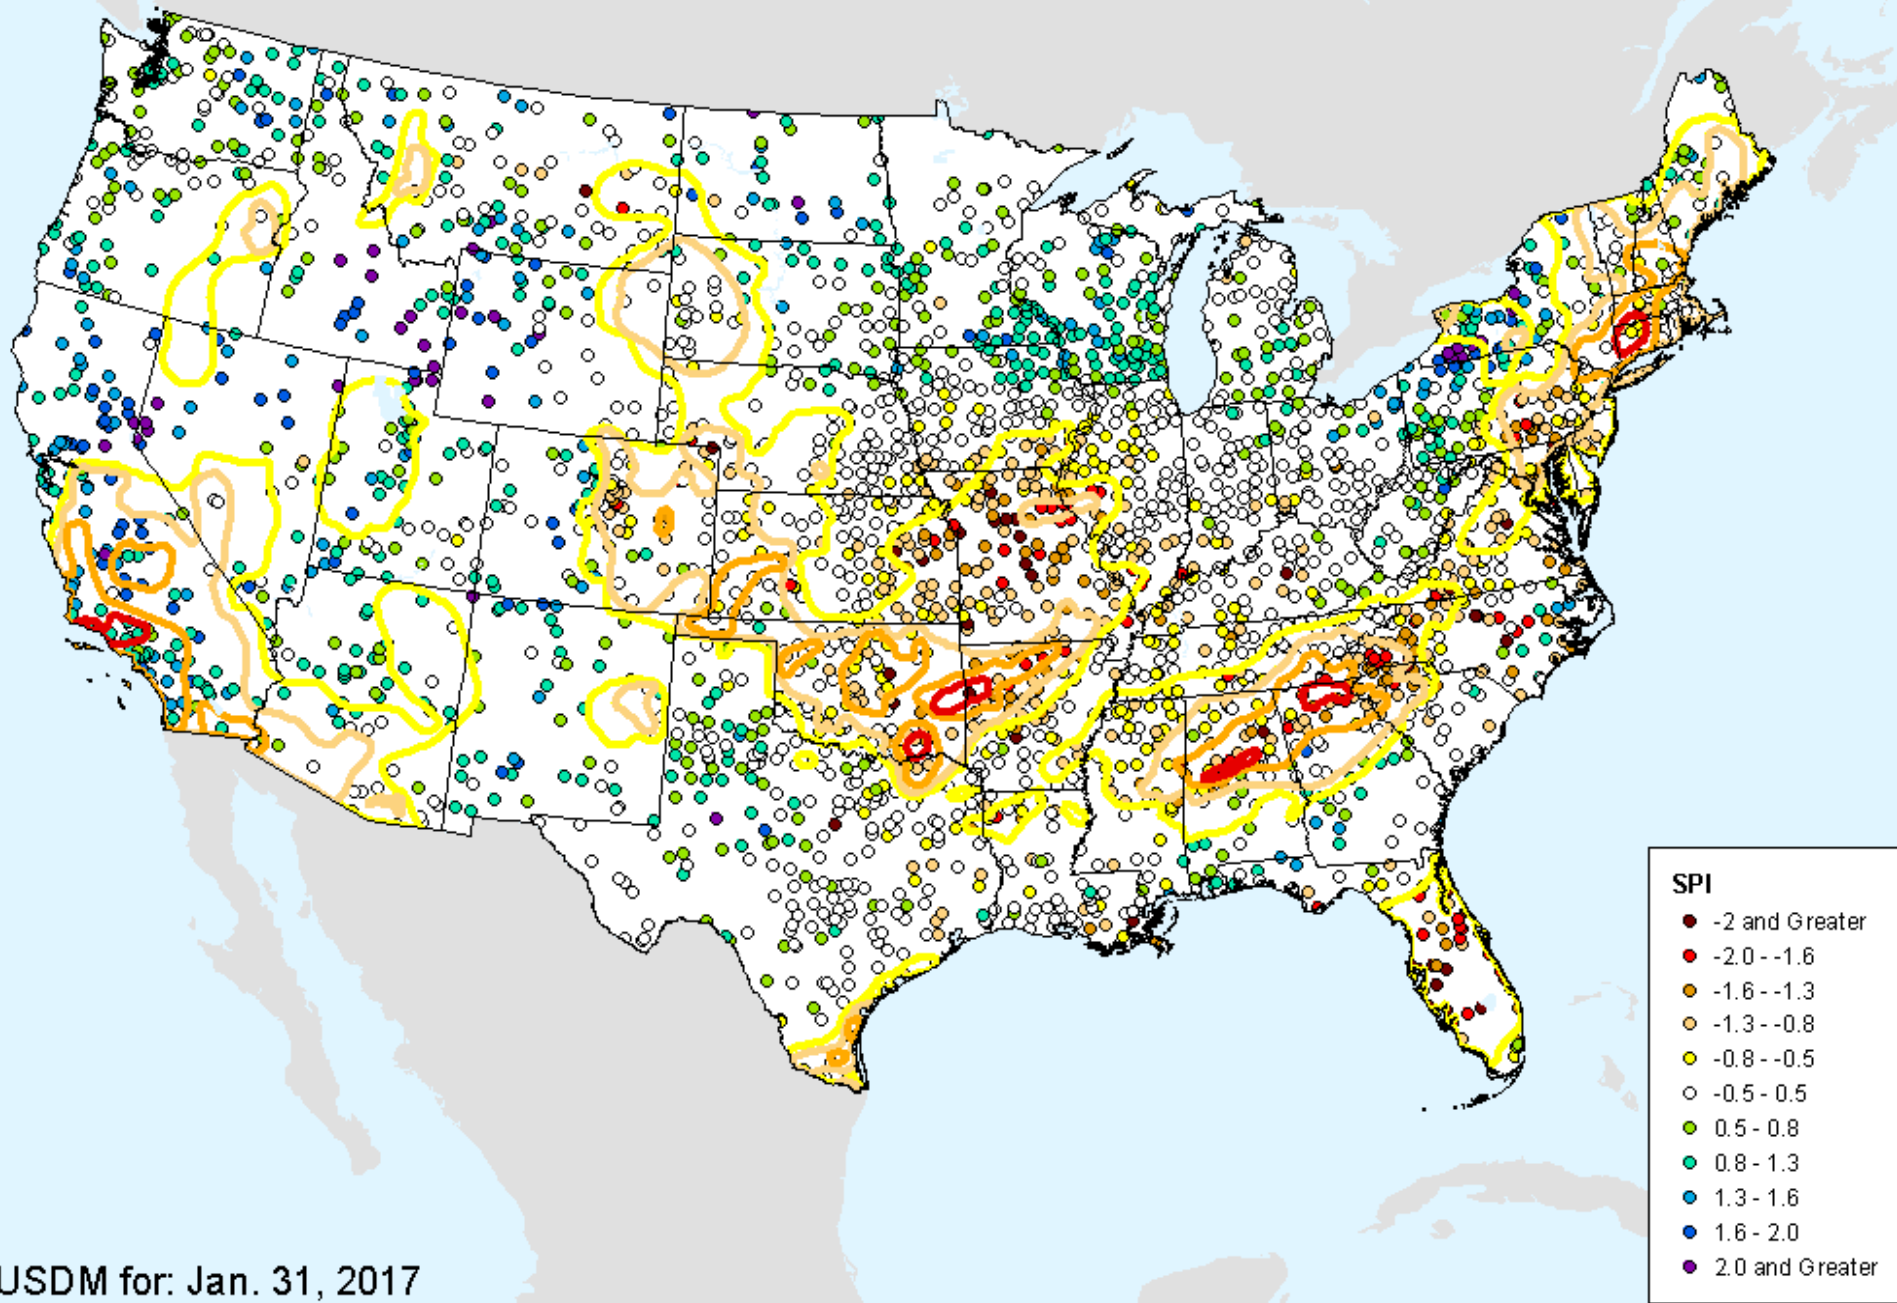 SPI
-2 and Greater
-2.0 - -1.6
-1.6 - -1.3
-1.3 - -0.8
-0.8 - -0.5
-0.5 - 0.5
0.5 - 0.8
0.8 - 1.3
1.3 - 1.6
1.6 - 2.0
2.0 and Greater
USDM for: Jan. 31, 2017